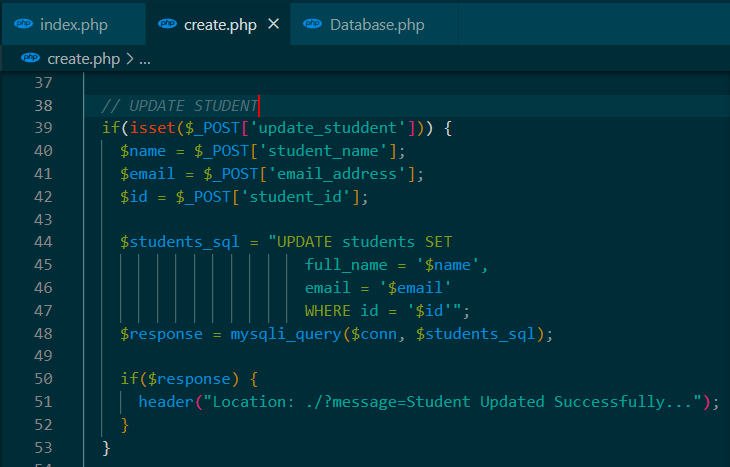 php index.php php create.php × php Database.php
php create.php > ...
37
38 // UPDATE STUDENT
39 if(isset($_POST['update_studdent'])) {
40 $name = $_POST['student_name'];
41 $email = $_POST['email_address'];
42 $id = $_POST['student_id'];
43
44 $students_sql = "UPDATE students SET
45 full_name = '$name',
46 email = '$email'
47 WHERE id = '$id'";
48 $response = mysqli_query($conn, $students_sql);
49
50 if($response) {
51 header("Location: ./?message=Student Updated Successfully...");
52 }
53 }
54